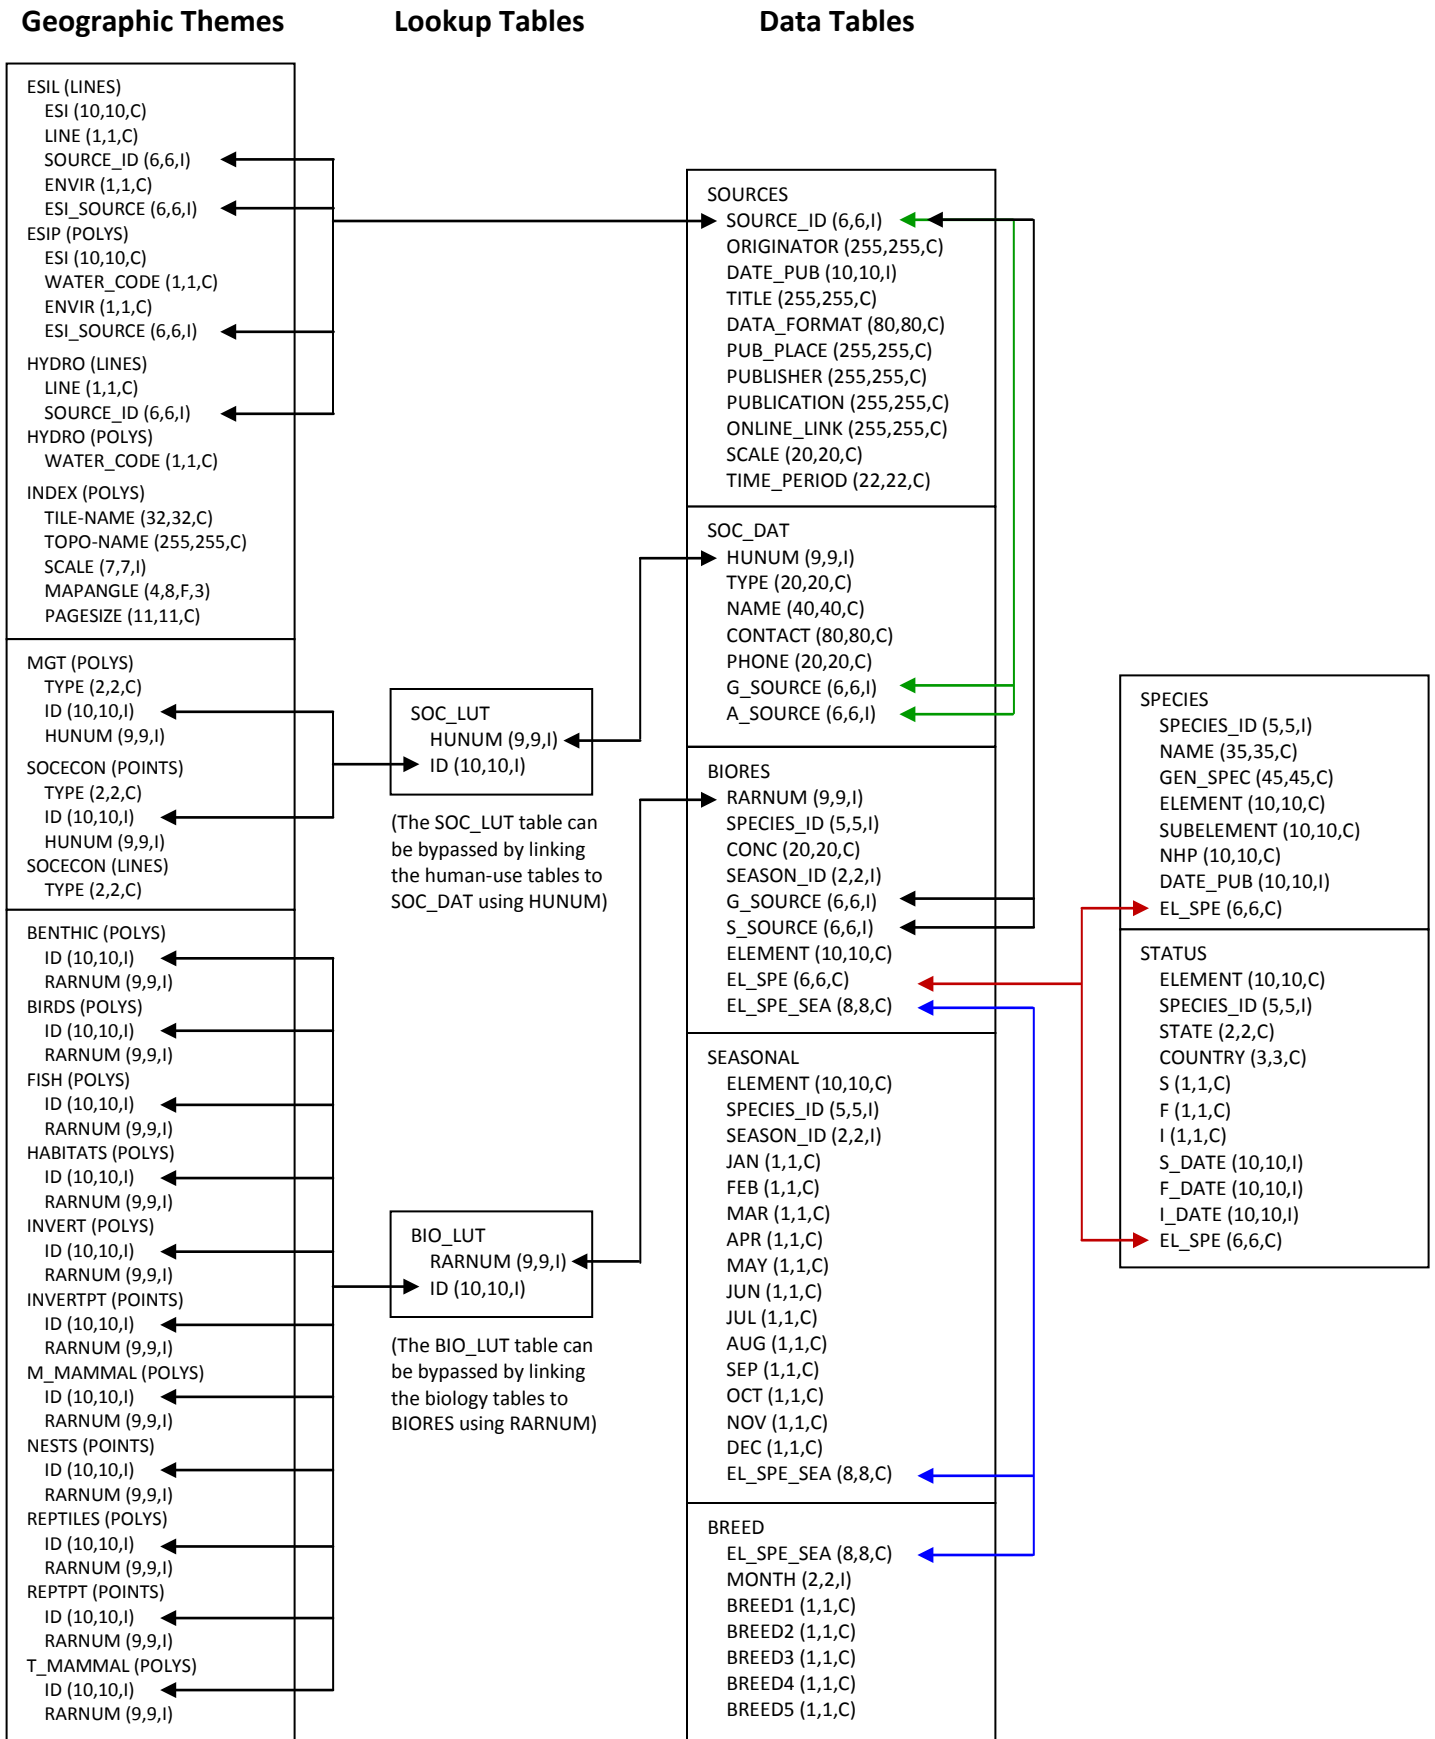 Geographic Themes
Lookup Tables
Data Tables
ESIL (LINES)
ESI (10,10,C)
LINE (1,1,C)
SOURCE_ID (6,6,I)
ENVIR (1,1,C)
ESI_SOURCE (6,6,I)
ESIP (POLYS)
ESI (10,10,C)
WATER_CODE (1,1,C)
ENVIR (1,1,C)
ESI_SOURCE (6,6,I)
HYDRO (LINES)
LINE (1,1,C)
SOURCE_ID (6,6,I)
HYDRO (POLYS)
WATER_CODE (1,1,C)
INDEX (POLYS)
TILE-NAME (32,32,C)
TOPO-NAME (255,255,C)
SCALE (7,7,I)
MAPANGLE (4,8,F,3)
PAGESIZE (11,11,C)
MGT (POLYS)
TYPE (2,2,C)
ID (10,10,I)
HUNUM (9,9,I)
SOCECON (POINTS)
TYPE (2,2,C)
ID (10,10,I)
HUNUM (9,9,I)
SOCECON (LINES)
TYPE (2,2,C)
BENTHIC (POLYS)
ID (10,10,I)
RARNUM (9,9,I)
BIRDS (POLYS)
ID (10,10,I)
RARNUM (9,9,I)
FISH (POLYS)
ID (10,10,I)
RARNUM (9,9,I)
HABITATS (POLYS)
ID (10,10,I)
RARNUM (9,9,I)
INVERT (POLYS)
ID (10,10,I)
RARNUM (9,9,I)
INVERTPT (POINTS)
ID (10,10,I)
RARNUM (9,9,I)
M_MAMMAL (POLYS)
ID (10,10,I)
RARNUM (9,9,I)
NESTS (POINTS)
ID (10,10,I)
RARNUM (9,9,I)
REPTILES (POLYS)
ID (10,10,I)
RARNUM (9,9,I)
REPTPT (POINTS)
ID (10,10,I)
RARNUM (9,9,I)
T_MAMMAL (POLYS)
ID (10,10,I)
RARNUM (9,9,I)
SOC_LUT
HUNUM (9,9,I)
ID (10,10,I)
(The SOC_LUT table can
be bypassed by linking
the human-use tables to
SOC_DAT using HUNUM)
BIO_LUT
RARNUM (9,9,I)
ID (10,10,I)
(The BIO_LUT table can
be bypassed by linking
the biology tables to
BIORES using RARNUM)
SOURCES
SOURCE_ID (6,6,I)
ORIGINATOR (255,255,C)
DATE_PUB (10,10,I)
TITLE (255,255,C)
DATA_FORMAT (80,80,C)
PUB_PLACE (255,255,C)
PUBLISHER (255,255,C)
PUBLICATION (255,255,C)
ONLINE_LINK (255,255,C)
SCALE (20,20,C)
TIME_PERIOD (22,22,C)
SOC_DAT
HUNUM (9,9,I)
TYPE (20,20,C)
NAME (40,40,C)
CONTACT (80,80,C)
PHONE (20,20,C)
G_SOURCE (6,6,I)
A_SOURCE (6,6,I)
BIORES
RARNUM (9,9,I)
SPECIES_ID (5,5,I)
CONC (20,20,C)
SEASON_ID (2,2,I)
G_SOURCE (6,6,I)
S_SOURCE (6,6,I)
ELEMENT (10,10,C)
EL_SPE (6,6,C)
EL_SPE_SEA (8,8,C)
SEASONAL
ELEMENT (10,10,C)
SPECIES_ID (5,5,I)
SEASON_ID (2,2,I)
JAN (1,1,C)
FEB (1,1,C)
MAR (1,1,C)
APR (1,1,C)
MAY (1,1,C)
JUN (1,1,C)
JUL (1,1,C)
AUG (1,1,C)
SEP (1,1,C)
OCT (1,1,C)
NOV (1,1,C)
DEC (1,1,C)
EL_SPE_SEA (8,8,C)
BREED
EL_SPE_SEA (8,8,C)
MONTH (2,2,I)
BREED1 (1,1,C)
BREED2 (1,1,C)
BREED3 (1,1,C)
BREED4 (1,1,C)
BREED5 (1,1,C)
SPECIES
SPECIES_ID (5,5,I)
NAME (35,35,C)
GEN_SPEC (45,45,C)
ELEMENT (10,10,C)
SUBELEMENT (10,10,C)
NHP (10,10,C)
DATE_PUB (10,10,I)
EL_SPE (6,6,C)
STATUS
ELEMENT (10,10,C)
SPECIES_ID (5,5,I)
STATE (2,2,C)
COUNTRY (3,3,C)
S (1,1,C)
F (1,1,C)
I (1,1,C)
S_DATE (10,10,I)
F_DATE (10,10,I)
I_DATE (10,10,I)
EL_SPE (6,6,C)